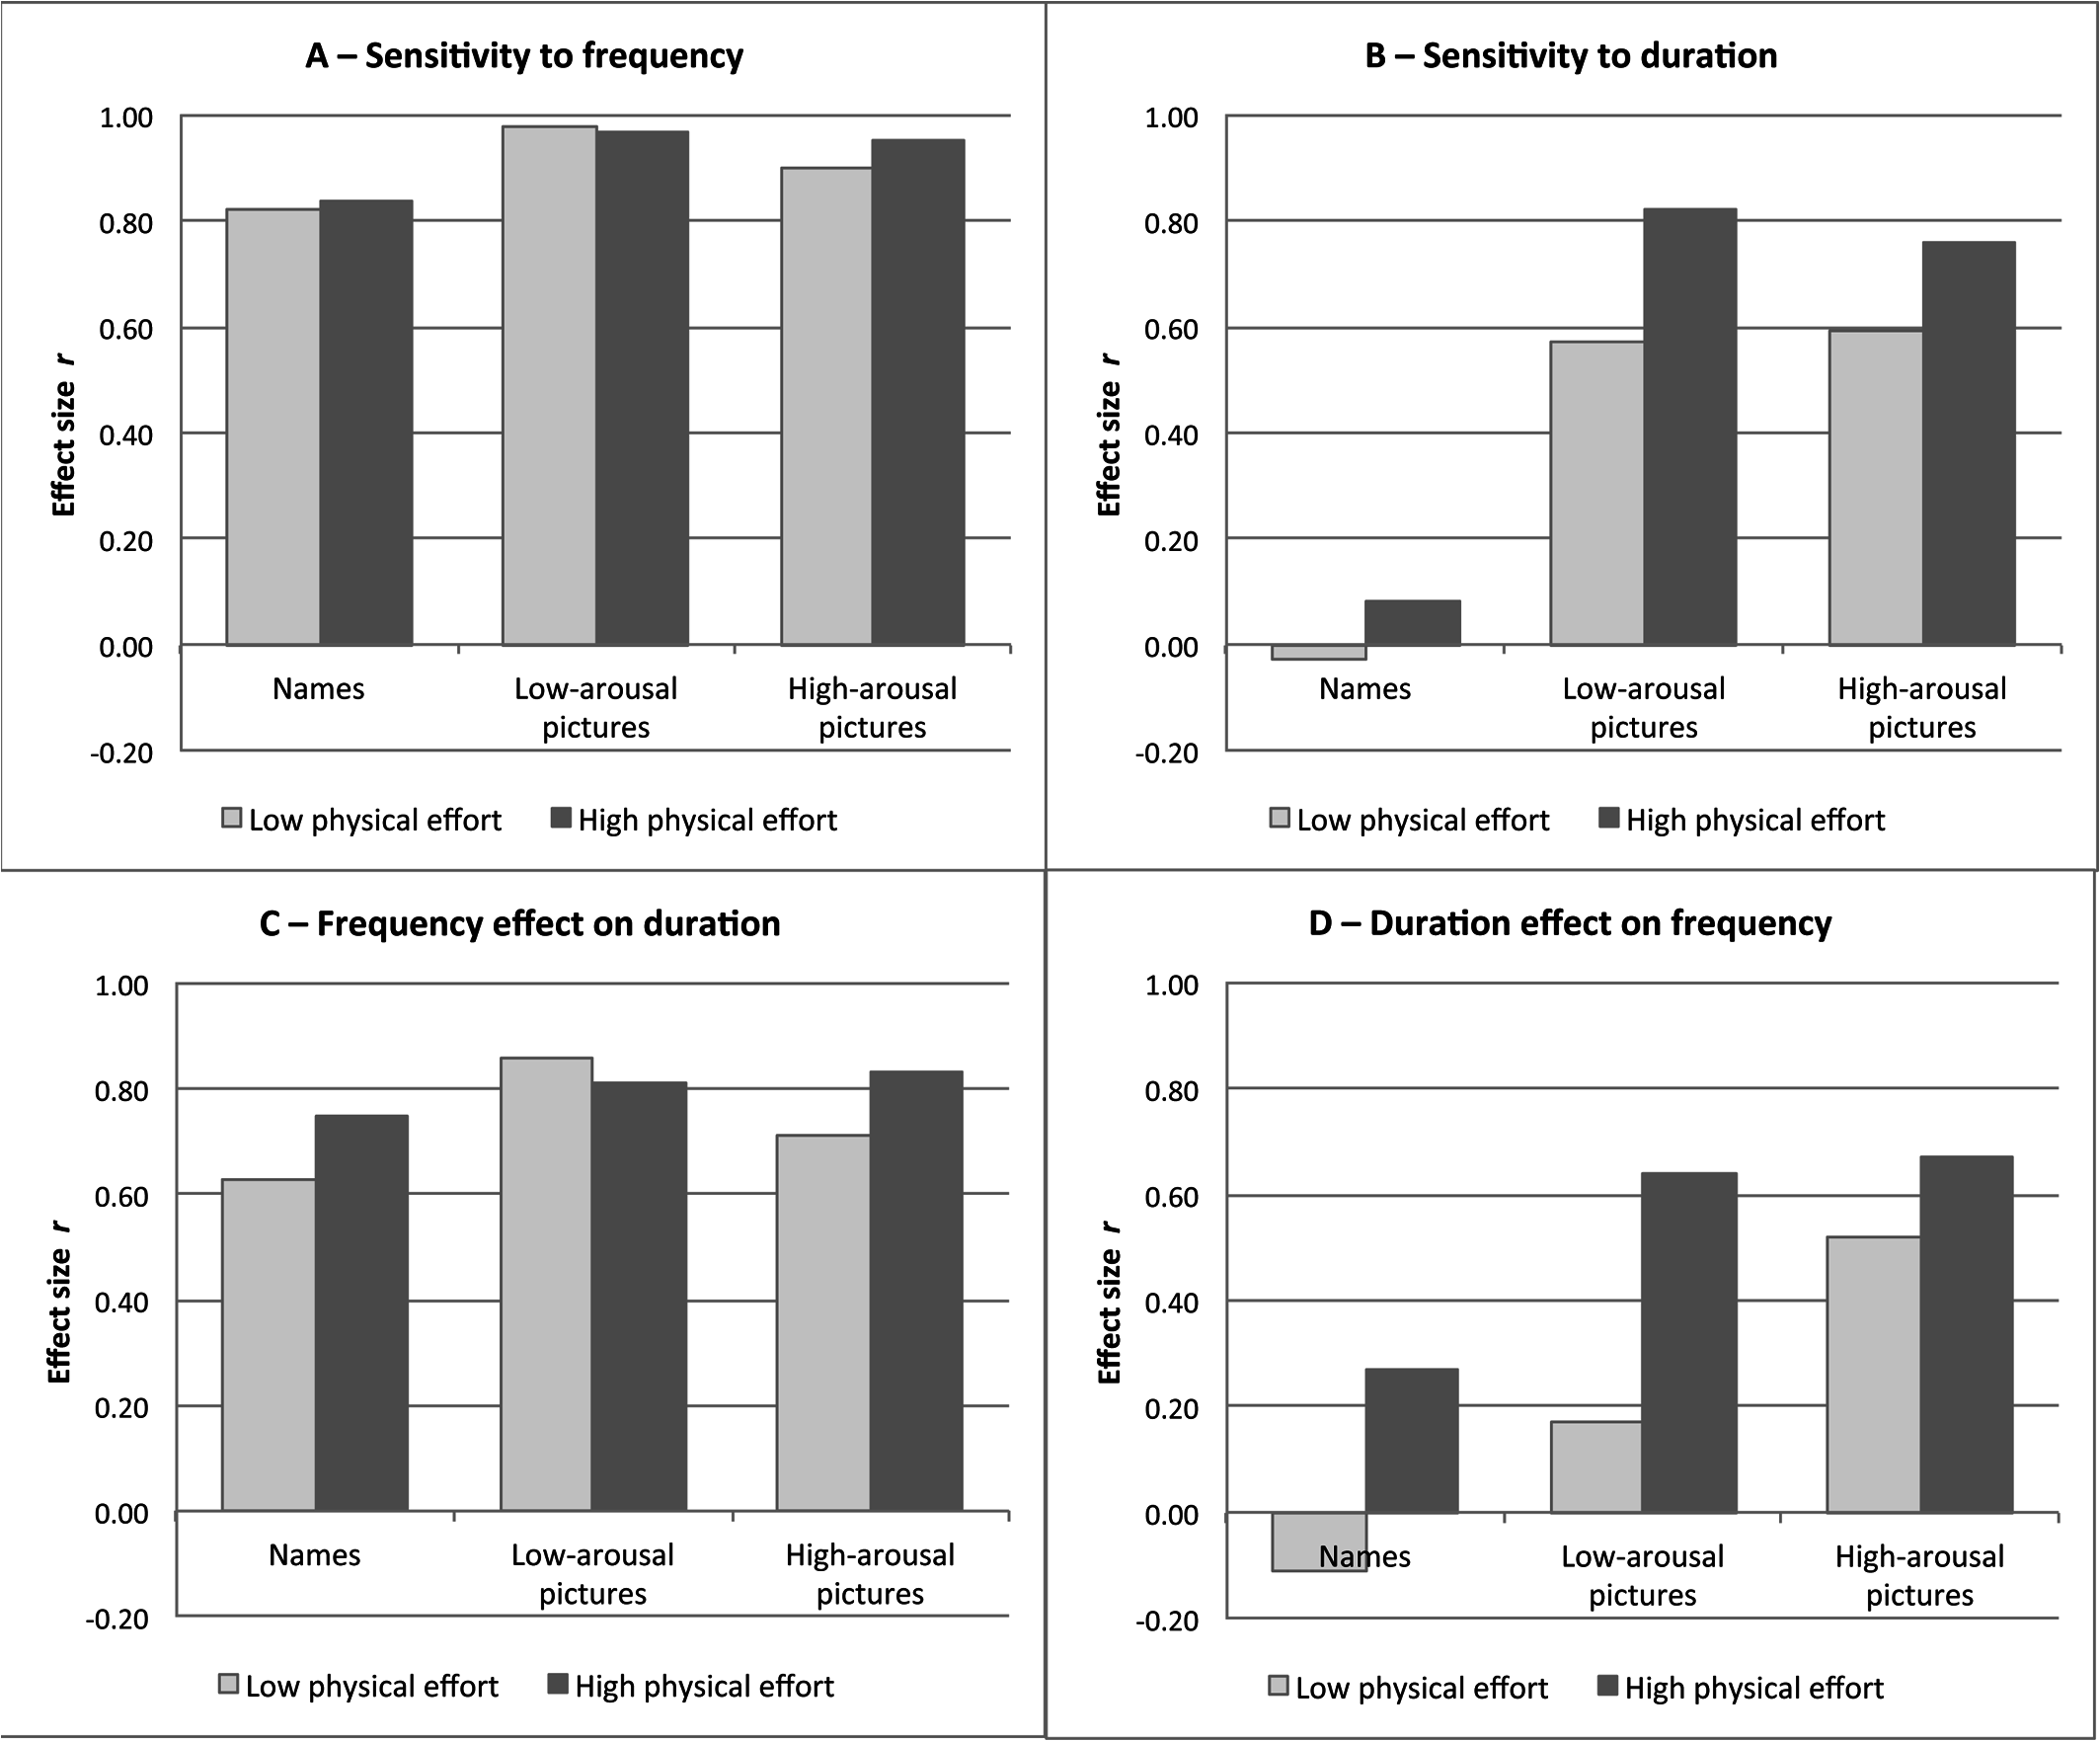 A – Sensitivity to frequency
1.00
0.80
0.60
0.40
0.20
0.00
-0.20
Effect size r
Names
Low-arousal
pictures
High-arousal
pictures
Low physical effort
High physical effort
B – Sensitivity to duration
1.00
0.80
0.60
0.40
0.20
0.00
-0.20
Effect size r
Names
Low-arousal
pictures
High-arousal
pictures
Low physical effort
High physical effort
C – Frequency effect on duration
1.00
0.80
0.60
0.40
0.20
0.00
-0.20
Effect size r
Names
Low-arousal
pictures
High-arousal
pictures
Low physical effort
High physical effort
D – Duration effect on frequency
1.00
0.80
0.60
0.40
0.20
0.00
-0.20
Effect size r
Names
Low-arousal
pictures
High-arousal
pictures
Low physical effort
High physical effort